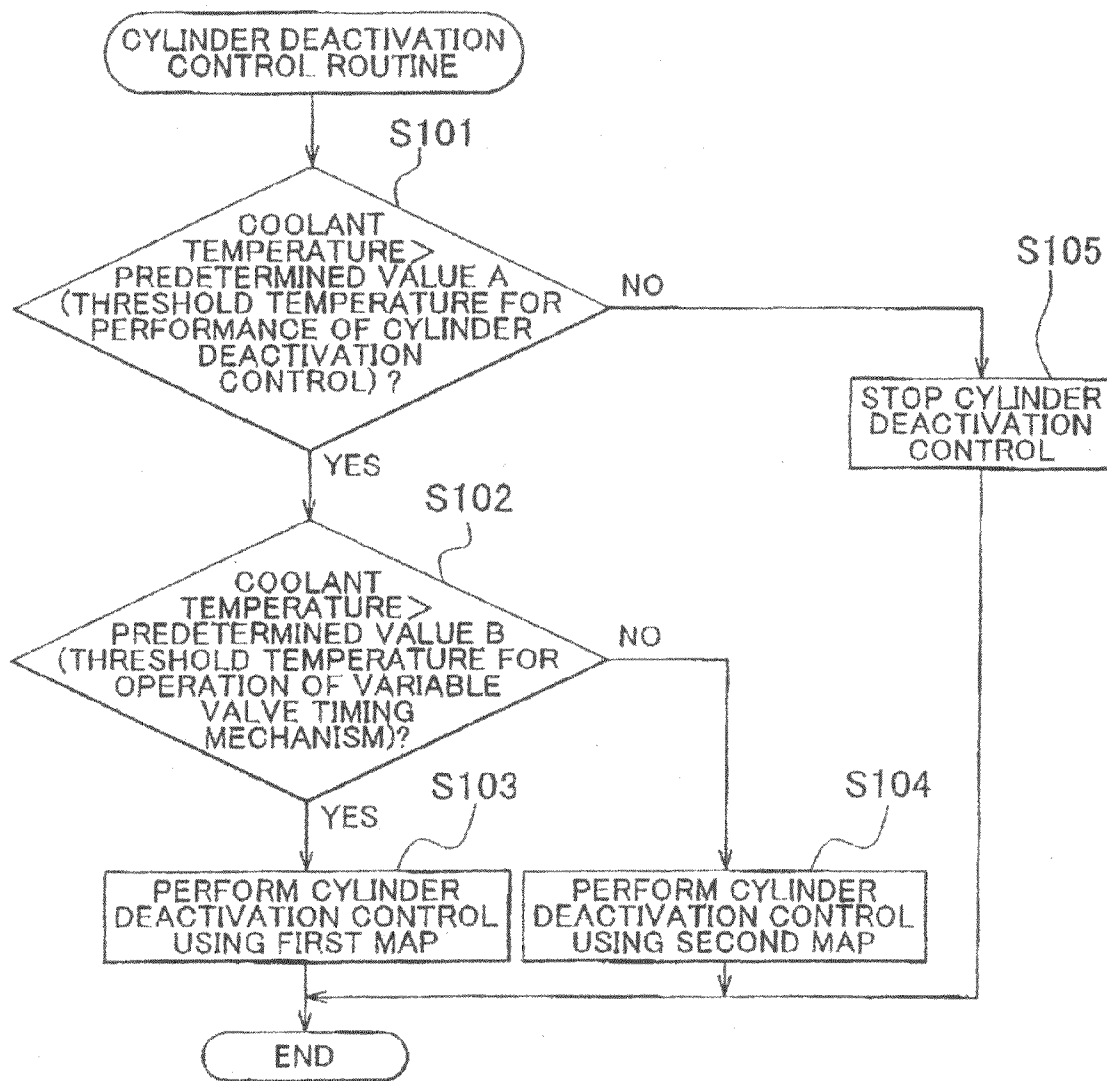 CYLINDER DEACTIVATION
CONTROL ROUTINE
S101
COOLANT
TEMPERATURE>
PREDETERMINED VALUE A
(THRESHOLD TEMPERATURE FOR
PERFORMANCE OF CYLINDER
DEACTIVATION
CONTROL) ?
NO
S105
STOP CYLINDER
DEACTIVATION
CONTROL
YES
S102
COOLANT
TEMPERATURE>
PREDETERMINED VALUE B
(THRESHOLD TEMPERATURE FOR
OPERATION OF VARIABLE
VALVE TIMING
MECHANISM)?
NO
YES
S103
PERFORM CYLINDER
DEACTIVATION CONTROL
USING FIRST MAP
S104
PERFORM CYLINDER
DEACTIVATION CONTROL
USING SECOND MAP
END